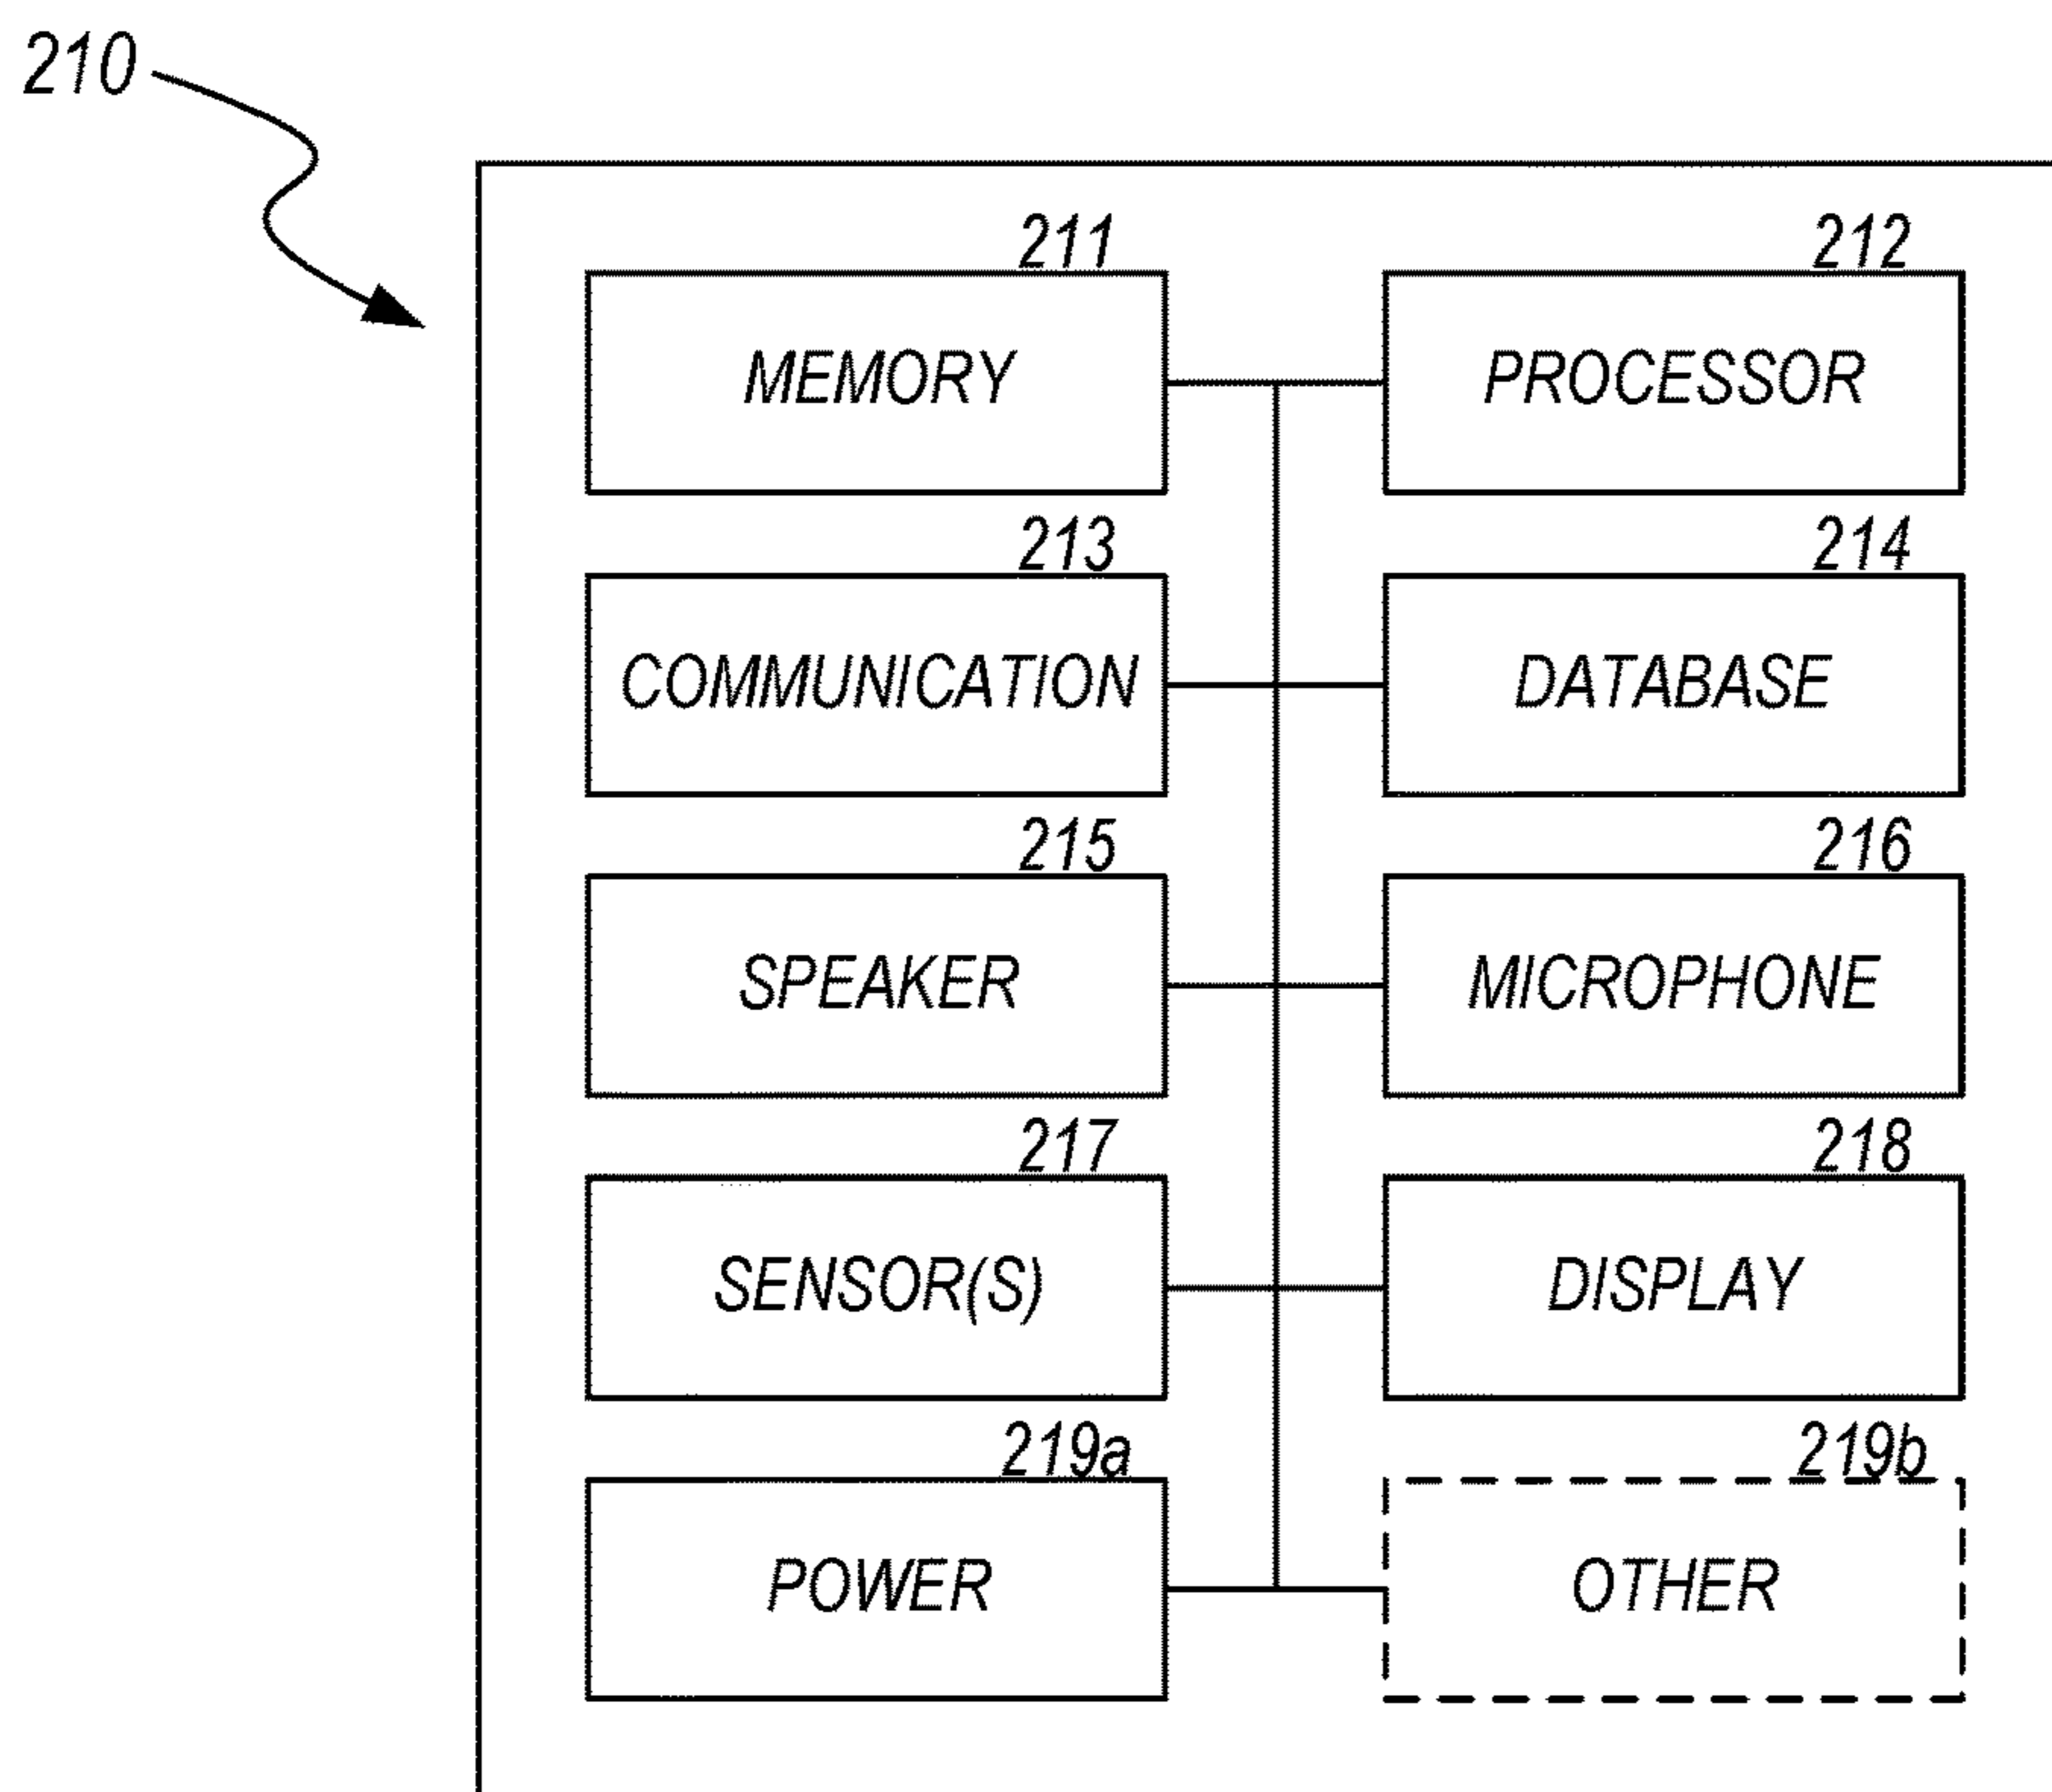 210
211 212
MEMORY PROCESSOR
213 214
COMMUNICATION DATABASE
215 216
SPEAKER MICROPHONE
217 218
SENSOR(S) DISPLAY
219a 219b
POWER OTHER